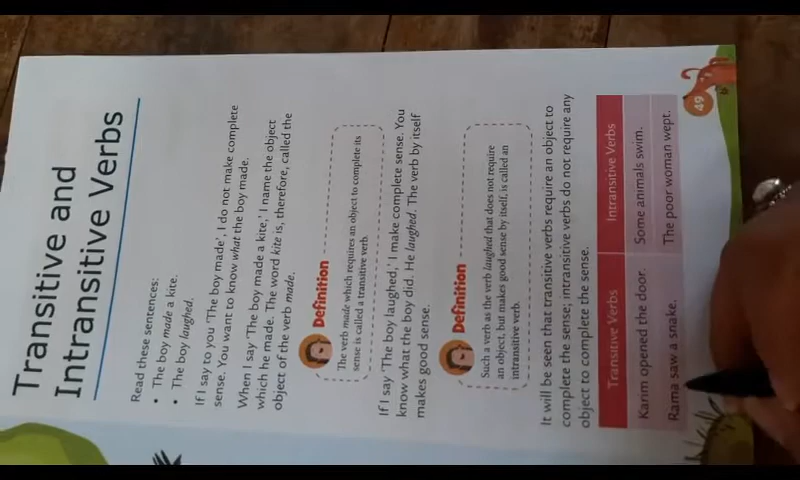 Transitive and
Intransitive Verbs
Read these sentences:
• The boy made a kite.
• The boy laughed.
If I say to you 'The boy made', I do not make complete
sense. You want to know what the boy made.
When I say 'The boy made a kite,' I name the object
which he made. The word kite is, therefore, called the
object of the verb made.
Definition
The verb made which requires an object to complete its
sense is called a transitive verb.
If I say 'The boy laughed,' I make complete sense. You
know what the boy did. He laughed. The verb by itself
makes good sense.
Definition
Such a verb as the verb laughed that does not require
an object, but makes good sense by itself, is called an
intransitive verb.
It will be seen that transitive verbs require an object to
complete the sense; intransitive verbs do not require any
object to complete the sense.
Transitive Verbs Intransitive Verbs
Karim opened the door. Some animals swim.
Rama saw a snake. The poor woman wept.
49